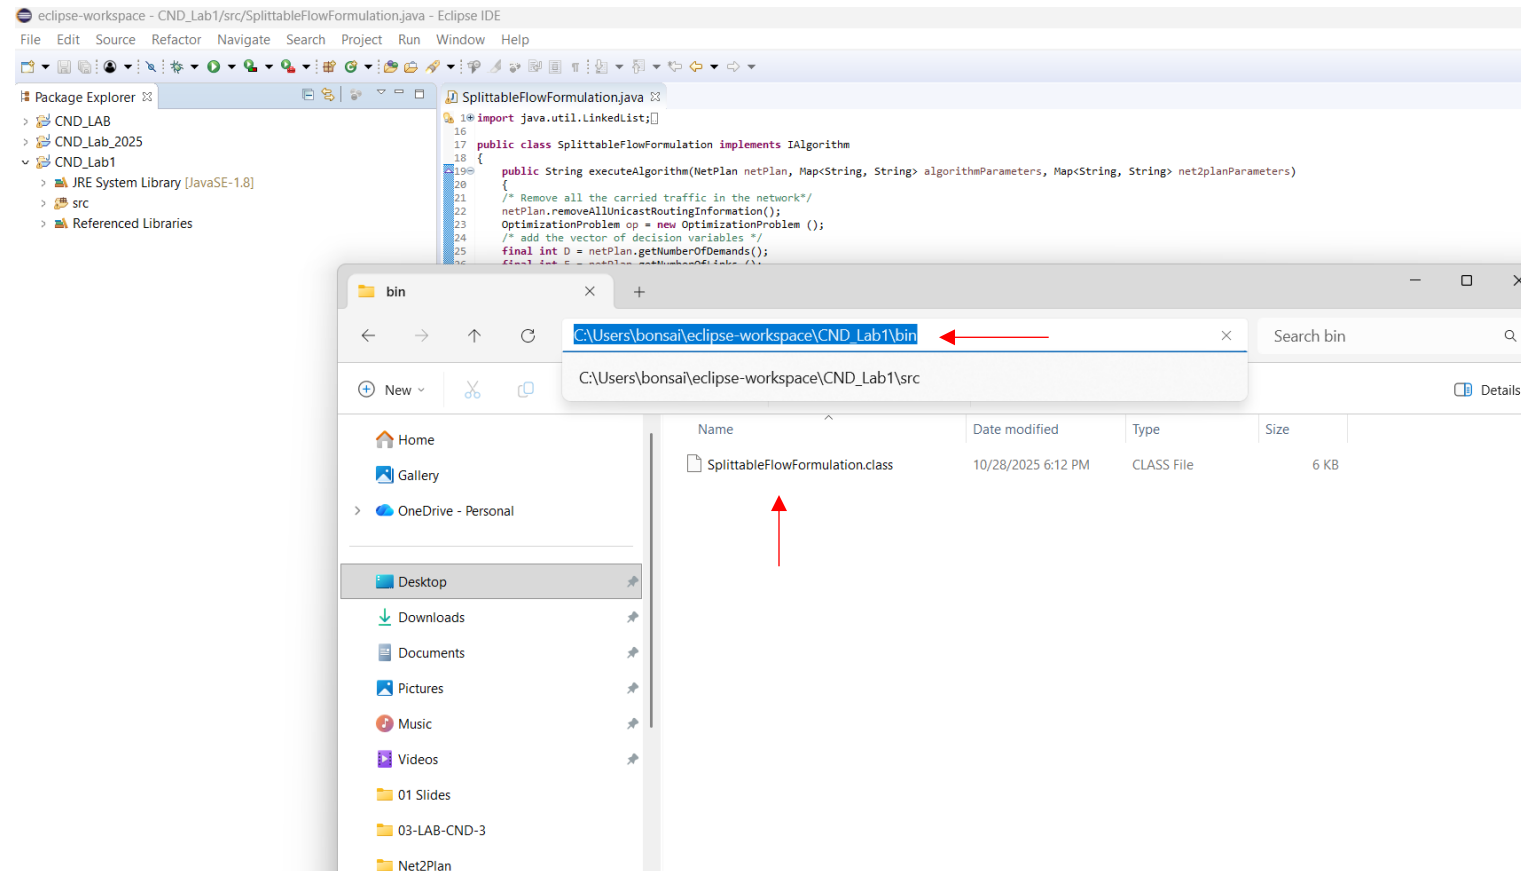 eclipse-workspace - CND_Lab1/src/SplittableFlowFormulation.java - Eclipse IDE
File Edit Source Refactor Navigate Search Project Run Window Help
Package Explorer
CND_LAB
CND_Lab_2025
CND_Lab1
JRE System Library [JavaSE-1.8]
src
Referenced Libraries
SplittableFlowFormulation.java
1 import java.util.LinkedList;
16
17 public class SplittableFlowFormulation implements IAlgorithm
18 {
19 public String executeAlgorithm(NetPlan netPlan, Map<String, String> algorithmParameters, Map<String, String> net2planParameters)
20 {
21 /* Remove all the carried traffic in the network*/
22 netPlan.removeAllUnicastRoutingInformation();
23 OptimizationProblem op = new OptimizationProblem ();
24 /* add the vector of decision variables */
25 final int D = netPlan.getNumberOfDemands();
26 final int E = netPlan.getNumberOfLinks ();
bin
C:\Users\bonsai\eclipse-workspace\CND_Lab1\bin
Search bin
C:\Users\bonsai\eclipse-workspace\CND_Lab1\src
New
Details
Home
Gallery
OneDrive - Personal
Desktop
Downloads
Documents
Pictures
Music
Videos
01 Slides
03-LAB-CND-3
Net2Plan
Name Date modified Type Size
SplittableFlowFormulation.class 10/28/2025 6:12 PM CLASS File 6 KB